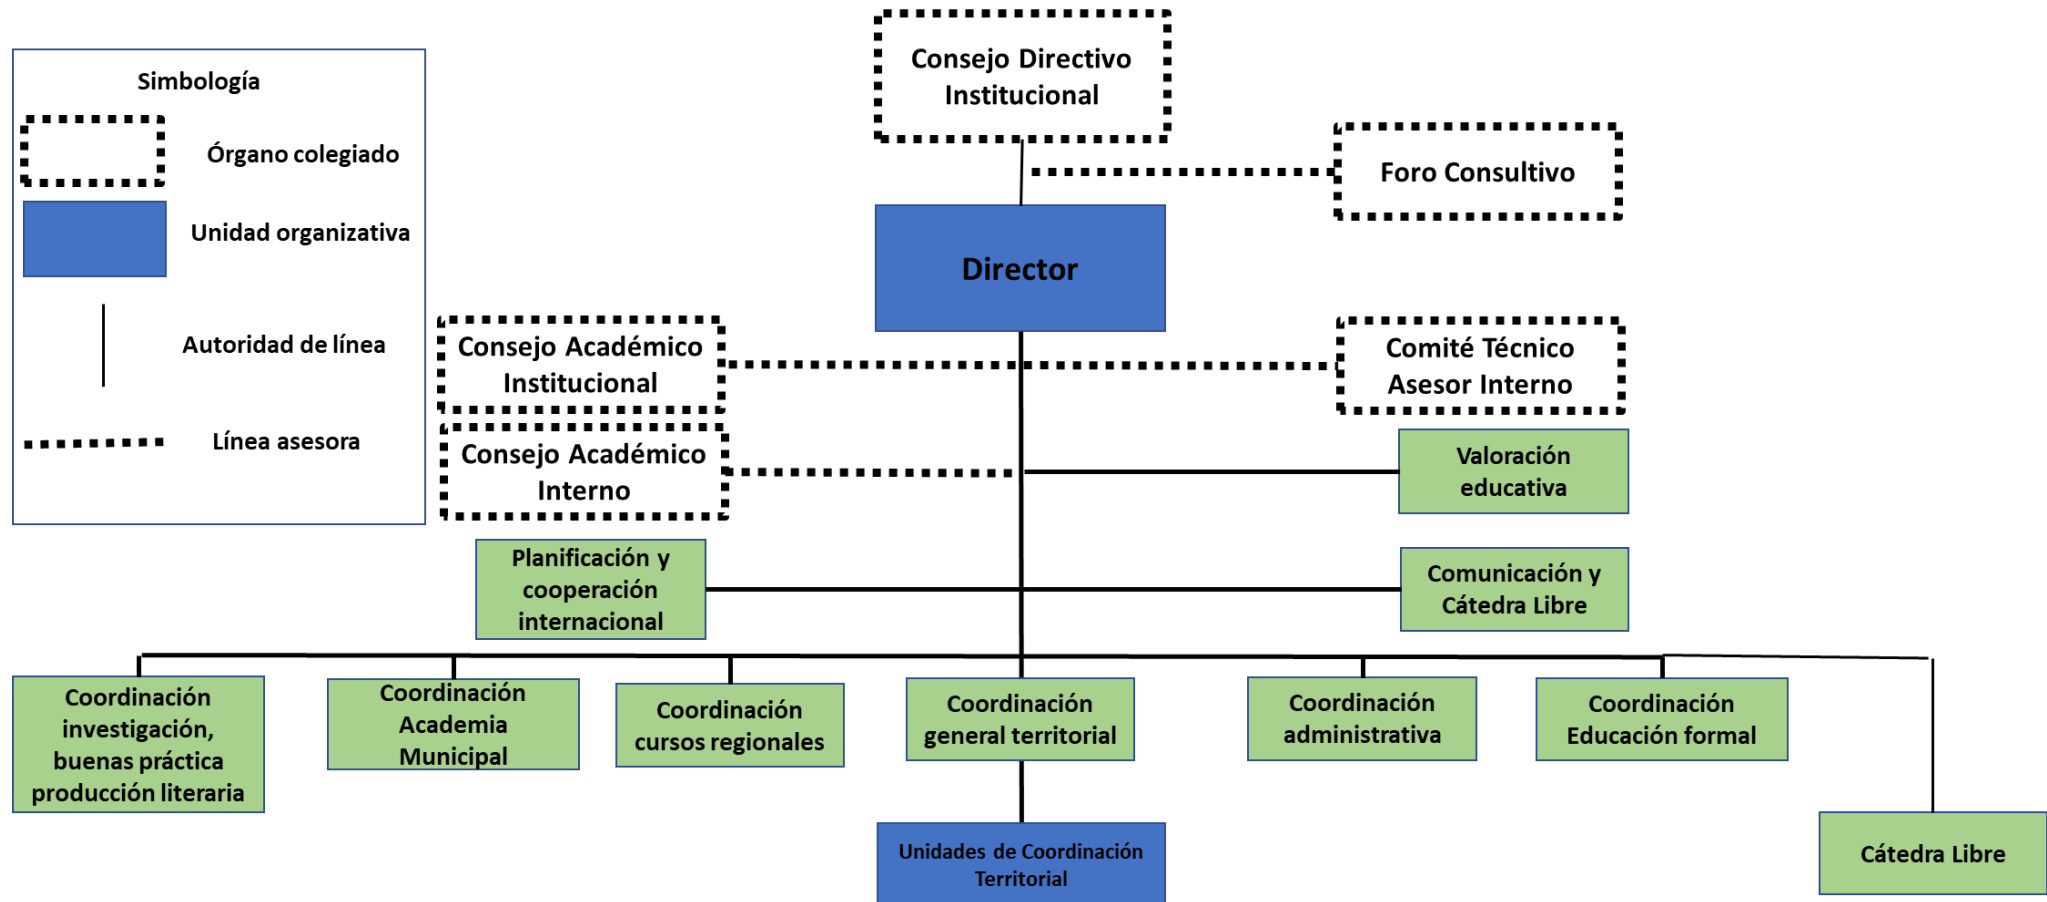 Consejo Directivo
Institucional
Simbología
Órgano colegiado
Foro Consultivo
Unidad organizativa
Director
Autoridad de línea
Consejo Académico
Institucional
Comité Técnico
Asesor Interno
Línea asesora
Consejo Académico
Interno
Valoración
educativa
Planificación y
cooperación
internacional
Comunicación y
Cátedra Libre
Coordinación
investigación,
buenas práctica
producción literaria
Coordinación
Academia
Municipal
Coordinación
cursos regionales
Coordinación
general territorial
Coordinación
administrativa
Coordinación
Educación formal
Unidades de Coordinación
Territorial
Cátedra Libre